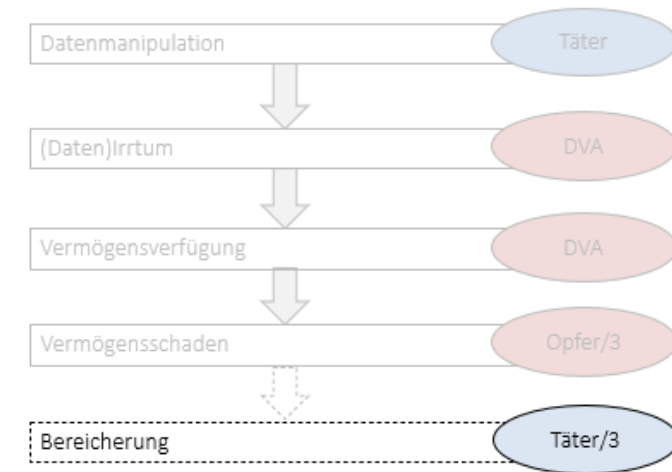 Datenmanipulation Täter
(Daten)Irrtum DVA
Vermögensverfügung DVA
Vermögensschaden Opfer/3
Bereicherung Täter/3